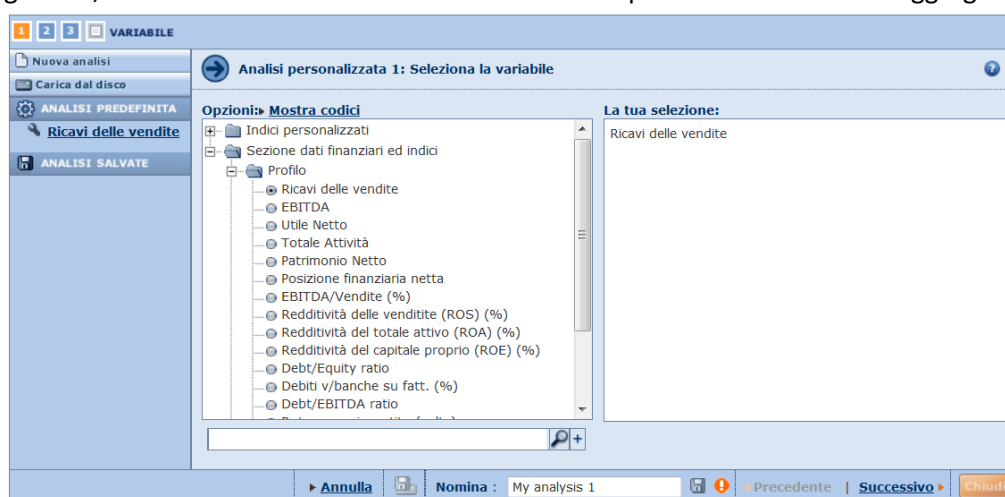 1 2 3 VARIABILE
Nuova analisi
Carica dal disco
ANALISI PREDEFINITA
Ricavi delle vendite
ANALISI SALVATE
Analisi personalizzata 1: Seleziona la variabile
Opzioni: Mostra codici
Indici personalizzati
Sezione dati finanziari ed indici
Profilo
Ricavi delle vendite
EBITDA
Utile Netto
Totale Attività
Patrimonio Netto
Posizione finanziaria netta
EBITDA/Vendite (%)
Redditività delle venditite (ROS) (%)
Redditività del totale attivo (ROA) (%)
Redditività del capitale proprio (ROE) (%)
Debt/Equity ratio
Debiti v/banche su fatt. (%)
Debt/EBITDA ratio
La tua selezione:
Ricavi delle vendite
Annulla Nomina : My analysis 1 Precedente | Successivo Chiud